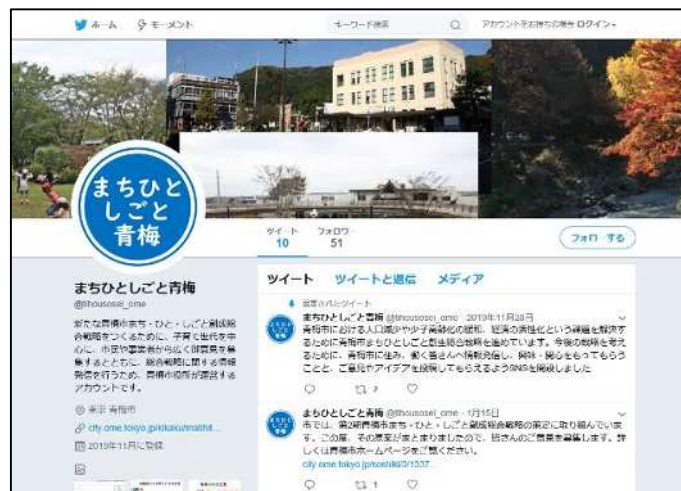 ホーム モーメント
キーワード検索
アカウントをお持ちの場合 ログイン
まちひと
しごと
青梅
ツイート
10
フォロワー
51
フォローする
まちひとしごと青梅
@tihousosei_ome
新たな青梅市まち・ひと・しごと創成総
合戦略をつくるために、子育て世代を中
心に、市民や事業者から広く御意見を募
集するとともに、総合戦略に関する情報
発信を行うため、青梅市役所が運営する
アカウントです。
東京 青梅市
city.ome.tokyo.jp/kikaku/matihit...
2019年11月に登録
ツイート ツイートと返信 メディア
固定されたツイート
まちひとしごと青梅 @tihousosei_ome · 2019年11月28日
青梅市における人口減少や少子高齢化の緩和、経済の活性化という課題を解決す
るために青梅市まちひとしごと創生総合戦略を進めています。今後の戦略を考え
るために、青梅市に住み、働く皆さんへ情報発信し、興味・関心をもってもらう
ことと、ご意見やアイデアを投稿してもらえるようSNSを開設しました
2
まちひとしごと青梅 @tihousosei_ome · 1月15日
市では、第2期青梅市まち・ひと・しごと創成総合戦略の策定に取り組んでいま
す。この度、その原案がまとまりましたので、皆さんのご意見を募集します。詳
しくは青梅市ホームページをご覧ください。
city.ome.tokyo.jp/soshiki/3/1337...
1